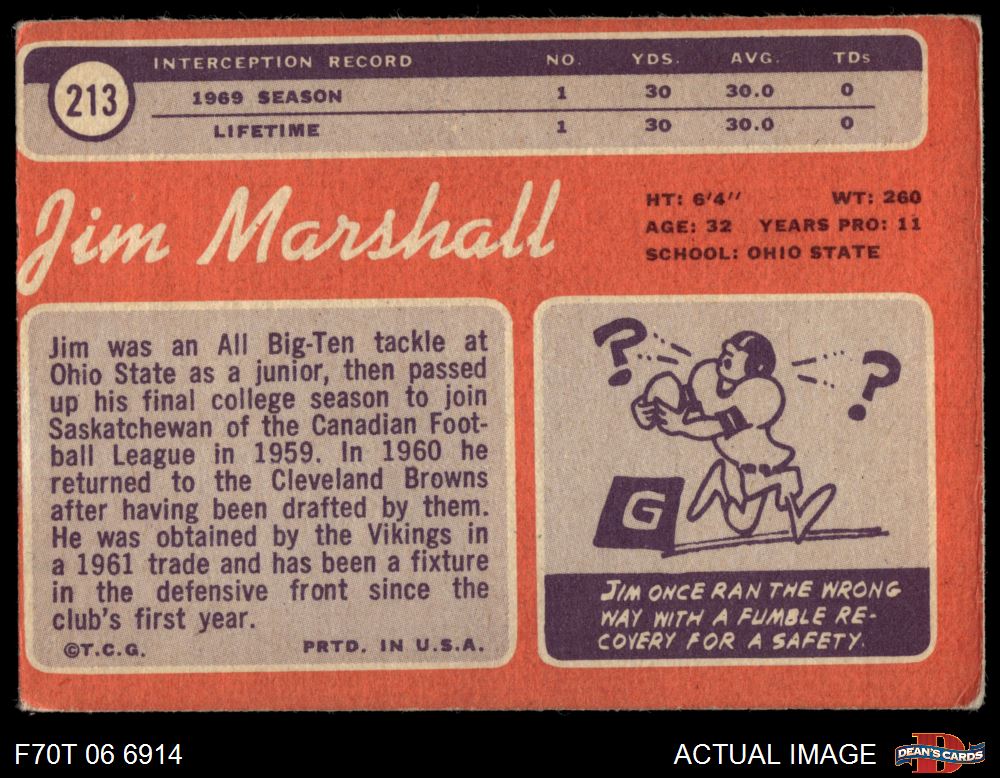 213
INTERCEPTION RECORD NO. YDS. AVG. TDs
1969 SEASON 1 30 30.0 0
LIFETIME 1 30 30.0 0
Jim Marshall
HT: 6'4'' WT: 260
AGE: 32 YEARS PRO: 11
SCHOOL: OHIO STATE
Jim was an All Big-Ten tackle at
Ohio State as a junior, then passed
up his final college season to join
Saskatchewan of the Canadian Foot-
ball League in 1959. In 1960 he
returned to the Cleveland Browns
after having been drafted by them.
He was obtained by the Vikings in
a 1961 trade and has been a fixture
in the defensive front since the
club's first year.
©T.C.G. PRTD. IN U.S.A.
? ?
G
JIM ONCE RAN THE WRONG
WAY WITH A FUMBLE RE-
COVERY FOR A SAFETY.
F70T 06 6914
ACTUAL IMAGE
D
DEAN'S CARDS